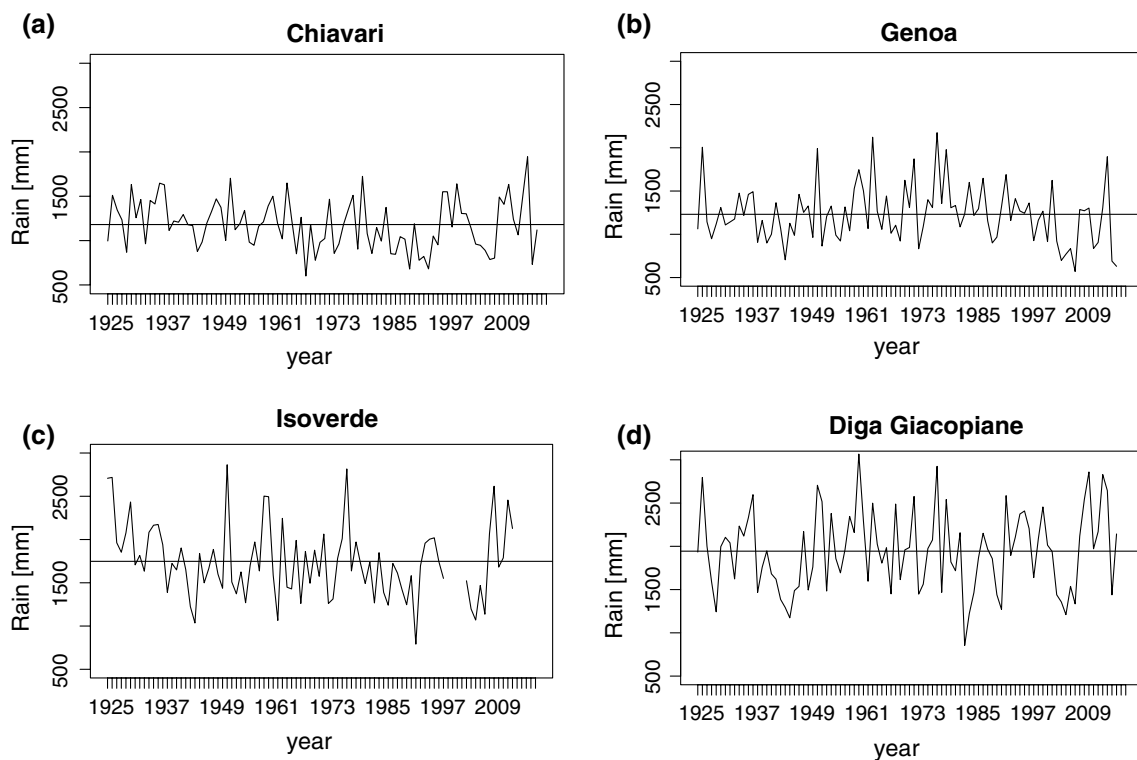 (a)
Chiavari
Rain [mm]
500 1500 2500
1925 1937 1949 1961 1973 1985 1997 2009
year
(b)
Genoa
Rain [mm]
500 1500 2500
1925 1937 1949 1961 1973 1985 1997 2009
year
(c)
Isoverde
Rain [mm]
500 1500 2500
1925 1937 1949 1961 1973 1985 1997 2009
year
(d)
Diga Giacopiane
Rain [mm]
500 1500 2500
1925 1937 1949 1961 1973 1985 1997 2009
year